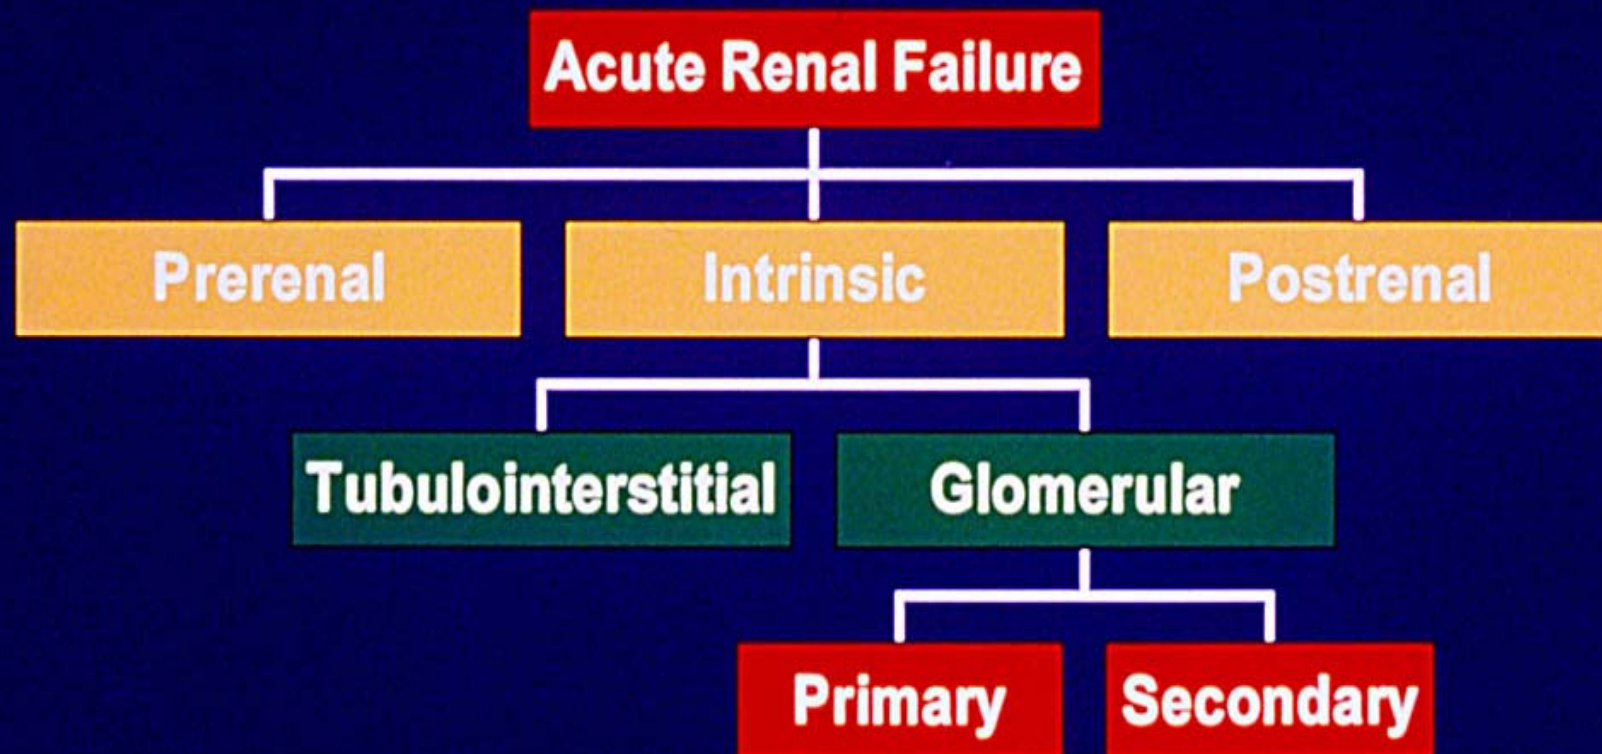 Acute Renal Failure
Prerenal
Intrinsic
Postrenal
Tubulointerstitial
Glomerular
Primary
Secondary